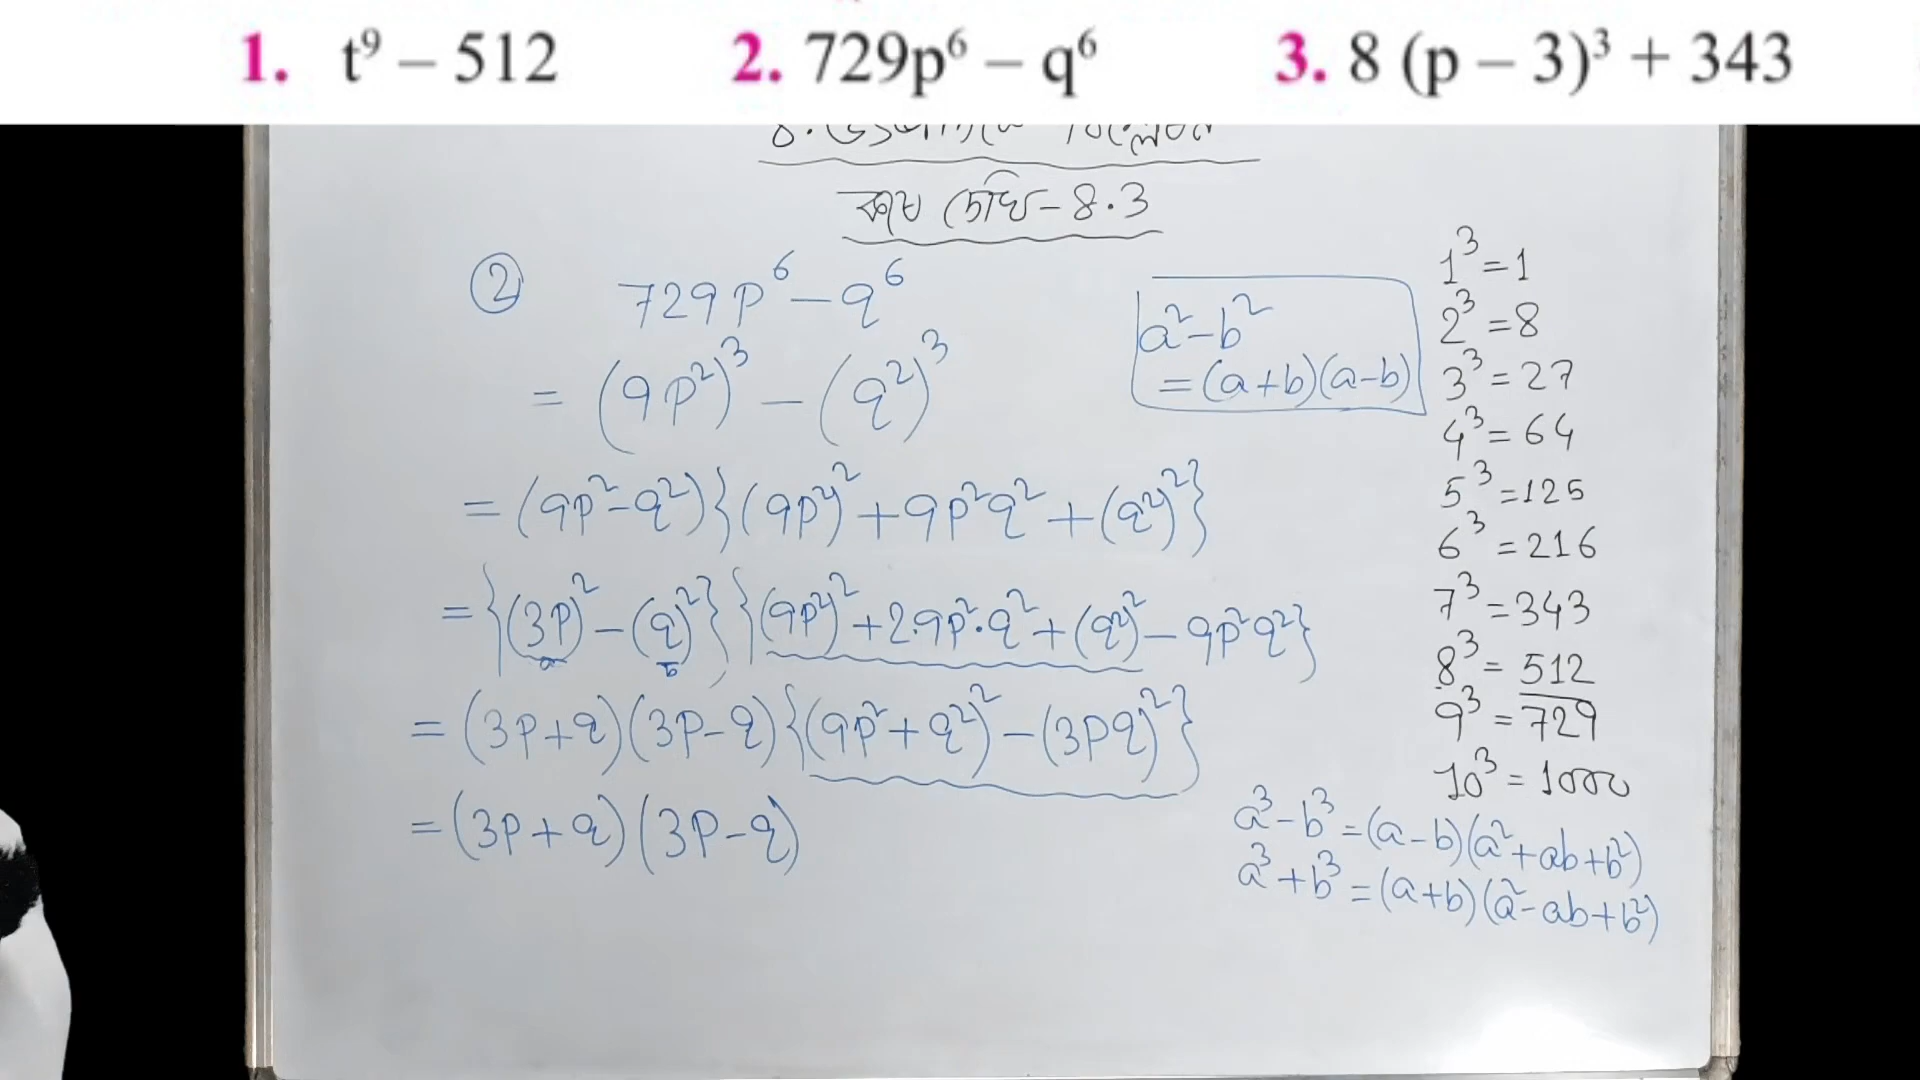 1. t⁹ – 512 2. 729p⁶ – q⁶ 3. 8 (p – 3)³ + 343
কষে দেখি – 8.3
② 729p⁶ – q⁶
= (9p²)³ – (q²)³
= (9p²–q²){(9p²)² + 9p²q² + (q²)²}
= {(3p)² – (q)²}{(9p²)² + 2.9p².q² + (q²)² – 9p²q²}
a b
= (3p+q)(3p–q){(9p²+q²)² – (3pq)²}
= (3p+q)(3p–q)
a²–b²
= (a+b)(a–b)
1³ = 1
2³ = 8
3³ = 27
4³ = 64
5³ = 125
6³ = 216
7³ = 343
8³ = 512
9³ = 729
10³ = 1000
a³–b³ = (a–b)(a²+ab+b²)
a³+b³ = (a+b)(a²–ab+b²)